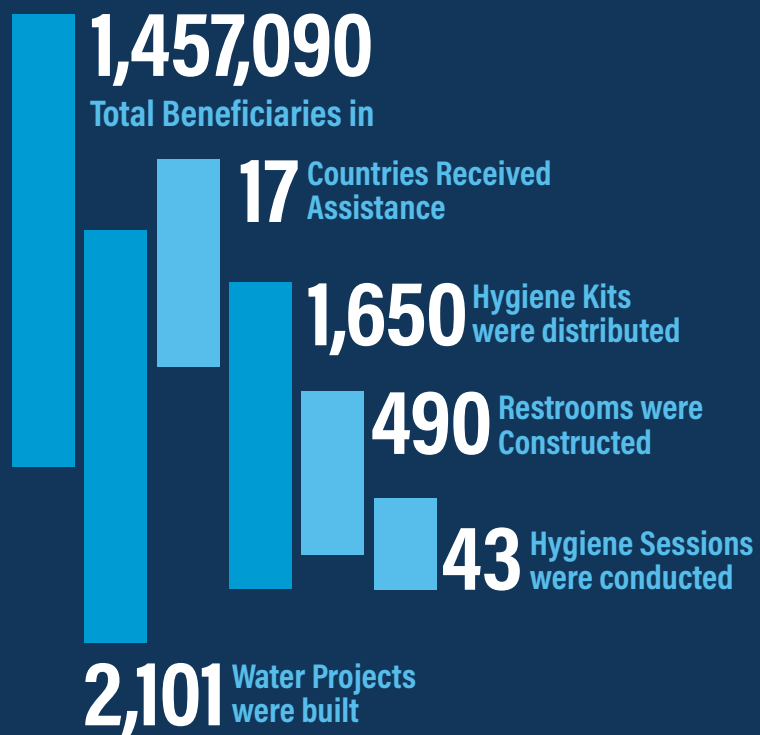 1,457,090
Total Beneficiaries in
17
Countries Received
Assistance
1,650
Hygiene Kits
were distributed
490
Restrooms were
Constructed
43
Hygiene Sessions
were conducted
2,101
Water Projects
were built